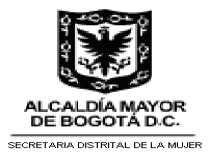 ALCALDÍA MAYOR
DE BOGOTÁ D.C.
SECRETARIA DISTRITAL DE LA MUJER